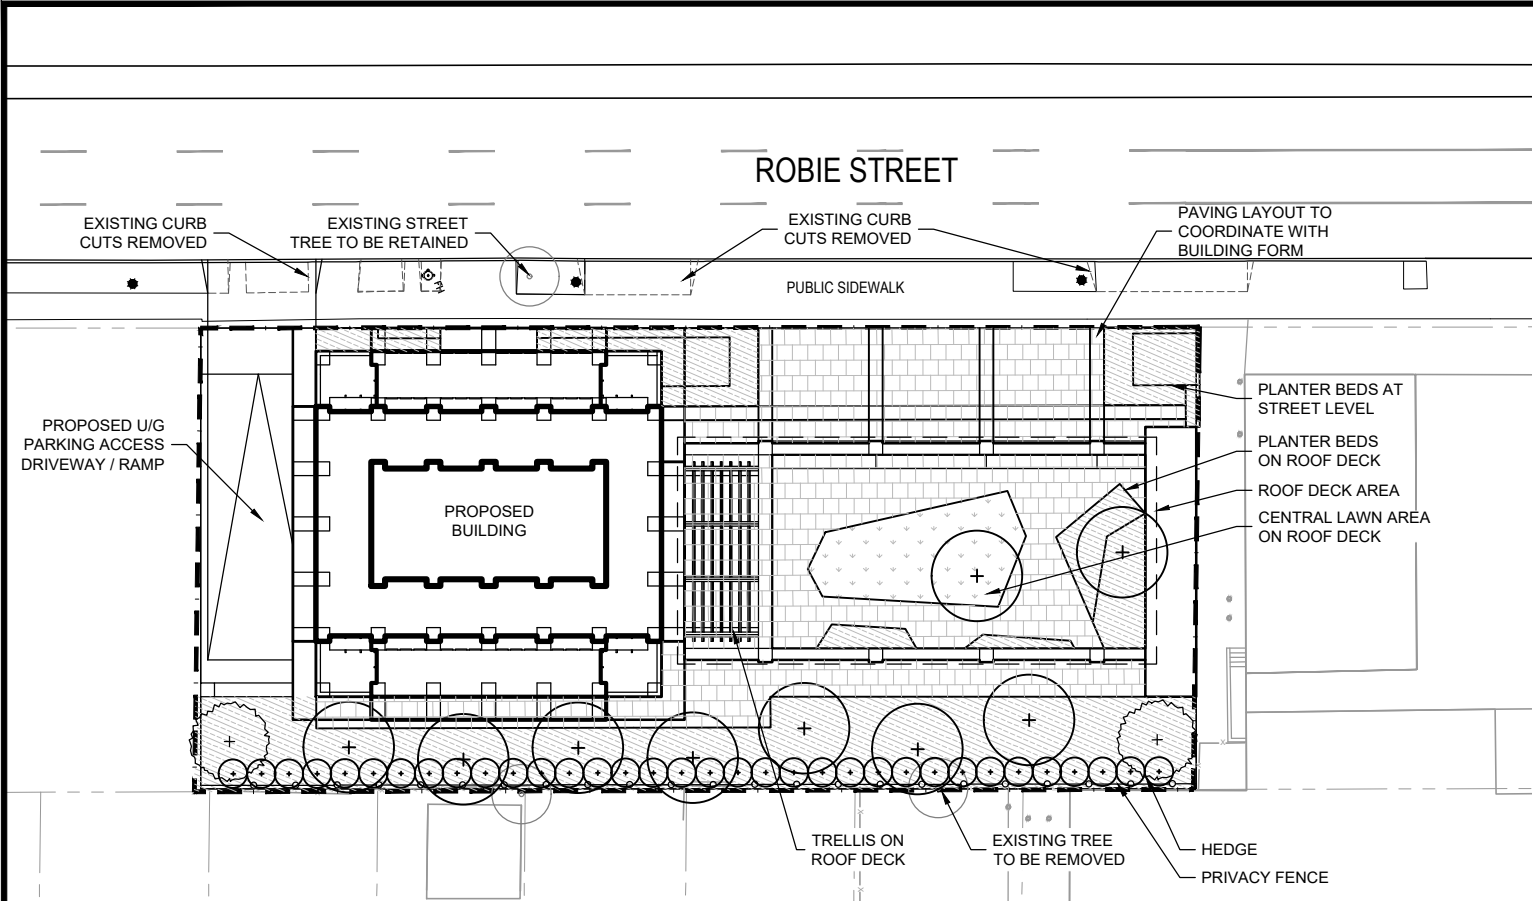 ROBIE STREET
EXISTING CURB
CUTS REMOVED
EXISTING STREET
TREE TO BE RETAINED
EXISTING CURB
CUTS REMOVED
PAVING LAYOUT TO
COORDINATE WITH
BUILDING FORM
PUBLIC SIDEWALK
PROPOSED U/G
PARKING ACCESS
DRIVEWAY / RAMP
PROPOSED
BUILDING
PLANTER BEDS AT
STREET LEVEL
PLANTER BEDS
ON ROOF DECK
ROOF DECK AREA
CENTRAL LAWN AREA
ON ROOF DECK
TRELLIS ON
ROOF DECK
EXISTING TREE
TO BE REMOVED
HEDGE
PRIVACY FENCE